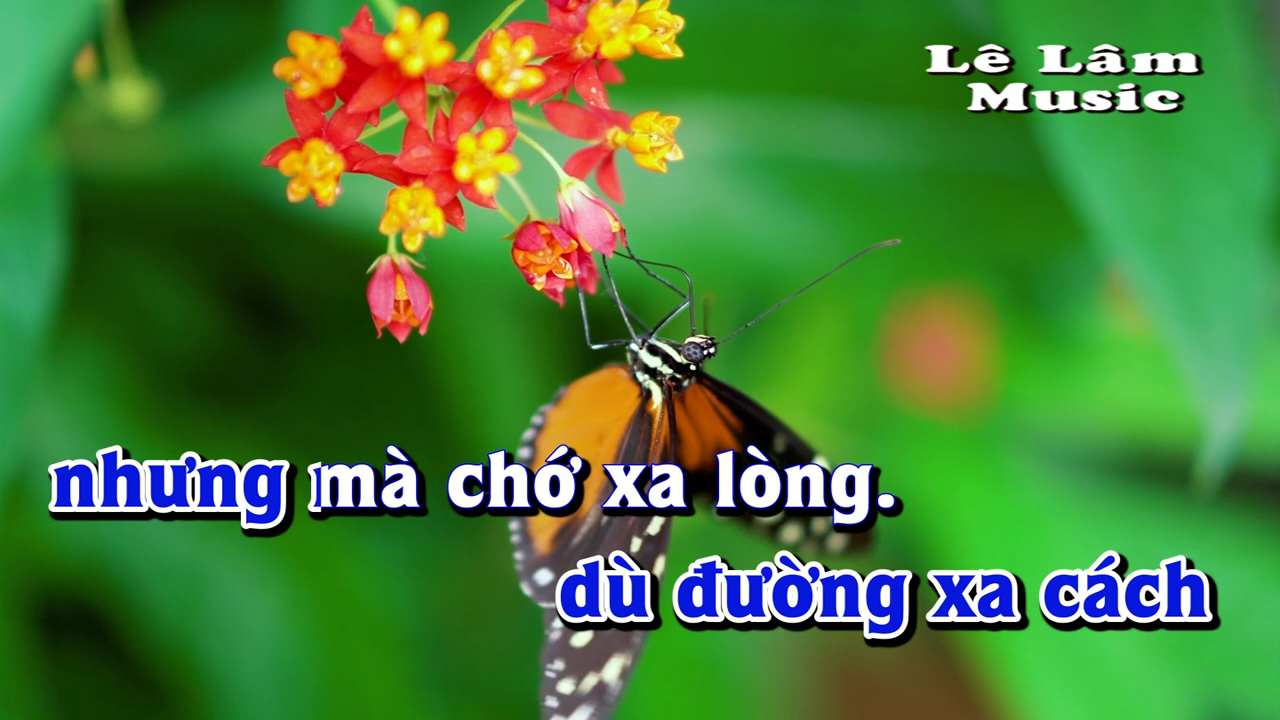 Lê Lâm
Music
nhưng mà chớ xa lòng.
dù đường xa cách